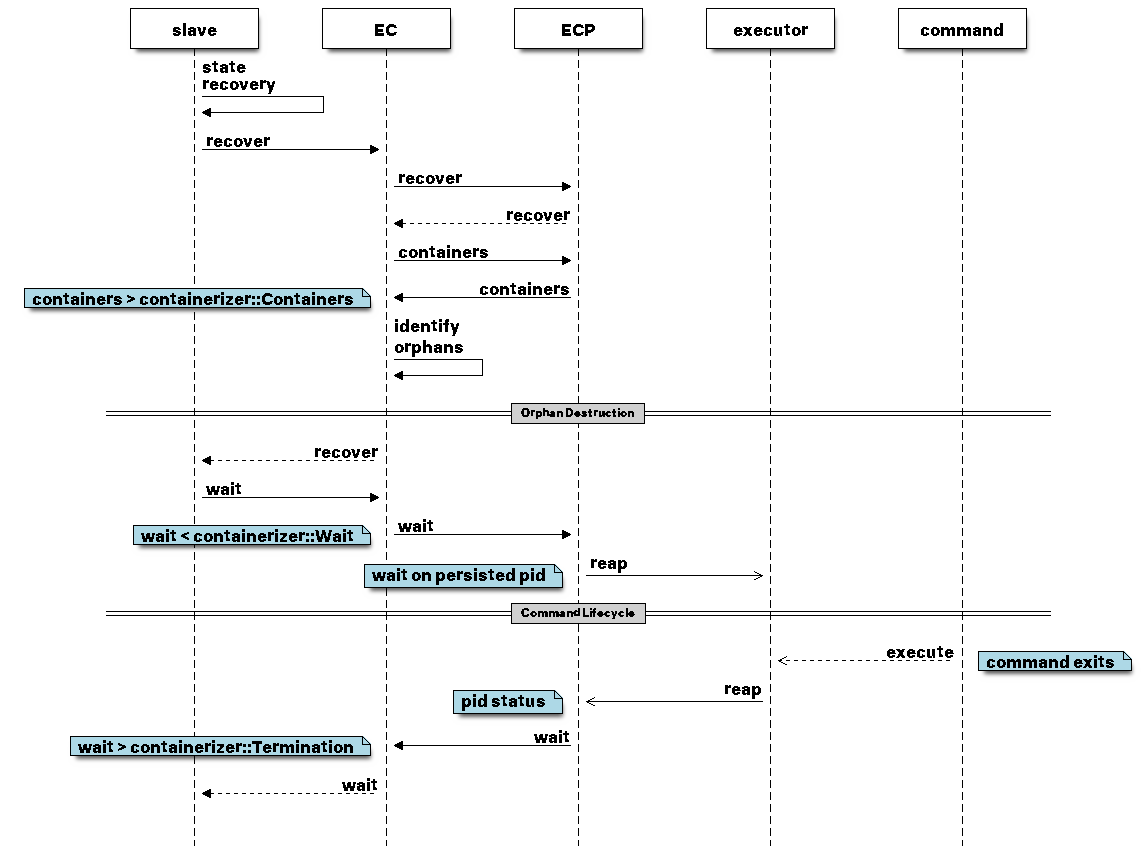 slave
EC
ECP
executor
command
state
recovery
recover
recover
recover
containers
containers
containers > containerizer::Containers
identify
orphans
Orphan Destruction
recover
wait
wait
wait < containerizer::Wait
reap
wait on persisted pid
Command Lifecycle
execute
command exits
reap
pid status
wait
wait > containerizer::Termination
wait